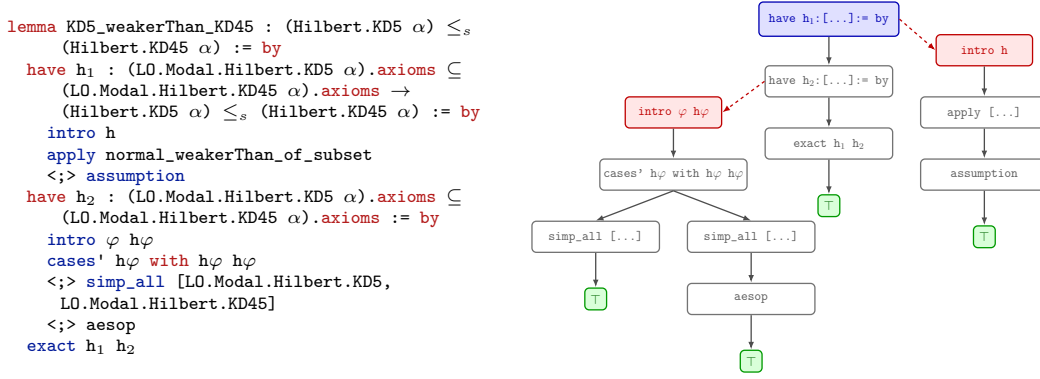 lemma KD5_weakerThan_KD45 : (Hilbert.KD5 α) ≤ₛ
(Hilbert.KD45 α) := by
have h₁ : (LO.Modal.Hilbert.KD5 α).axioms ⊆
(LO.Modal.Hilbert.KD45 α).axioms →
(Hilbert.KD5 α) ≤ₛ (Hilbert.KD45 α) := by
intro h
apply normal_weakerThan_of_subset
<;> assumption
have h₂ : (LO.Modal.Hilbert.KD5 α).axioms ⊆
(LO.Modal.Hilbert.KD45 α).axioms := by
intro φ hφ
cases' hφ with hφ hφ
<;> simp_all [LO.Modal.Hilbert.KD5,
LO.Modal.Hilbert.KD45]
<;> aesop
exact h₁ h₂
have h₁:[...]:= by
intro h
have h₂:[...]:= by
intro φ hφ
apply [...]
exact h₁ h₂
cases' hφ with hφ hφ
assumption
⊤
simp_all [...]
simp_all [...]
⊤
⊤
aesop
⊤